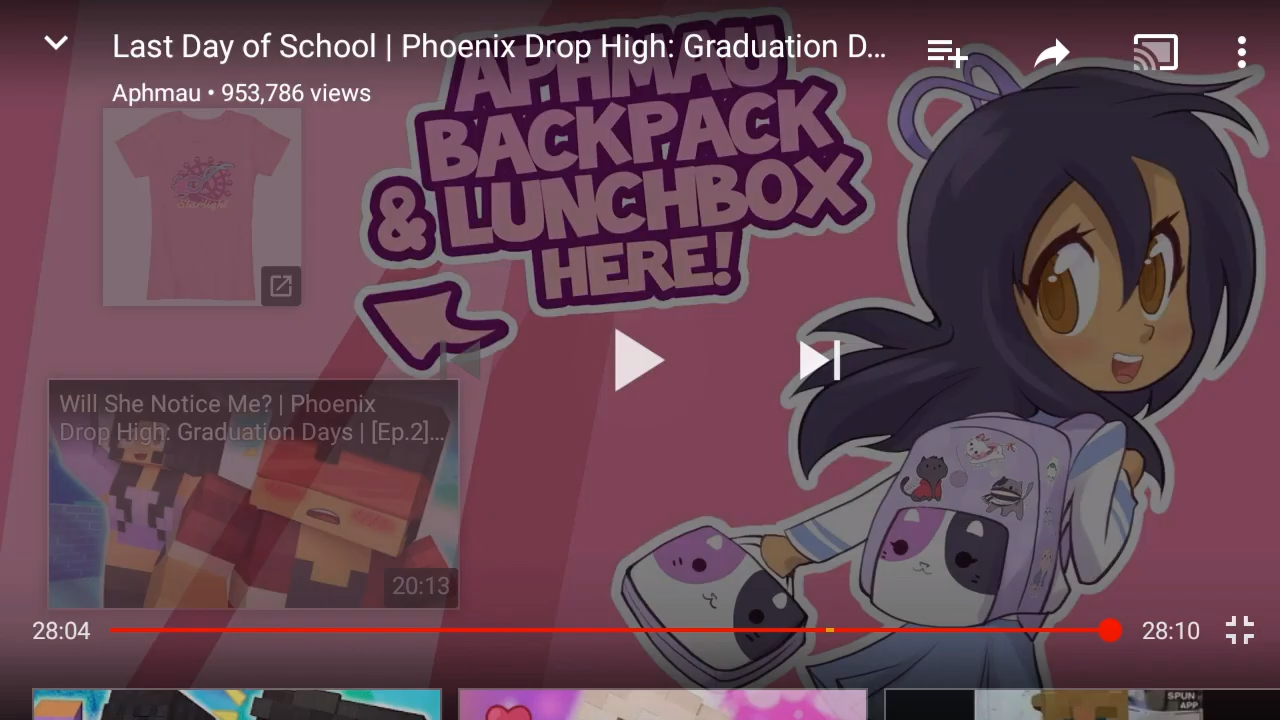 Last Day of School | Phoenix Drop High: Graduation D...
Aphmau • 953,786 views
APHMAU
BACKPACK
& LUNCHBOX
HERE!
Starlight
Will She Notice Me? | Phoenix
Drop High: Graduation Days | [Ep.2]...
20:13
28:04
28:10
SPUN
APP